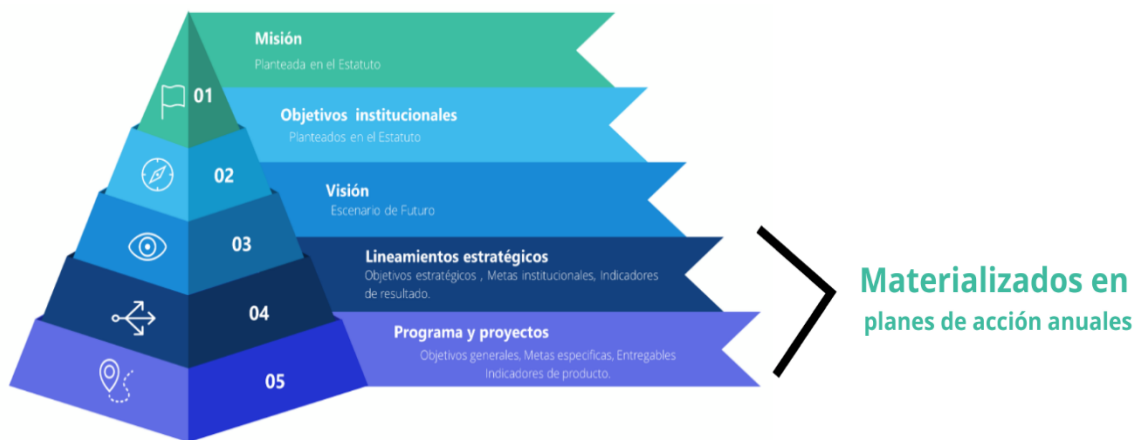 01
Misión
Planteada en el Estatuto
02
Objetivos institucionales
Planteados en el Estatuto
03
Visión
Escenario de Futuro
04
Lineamientos estratégicos
Objetivos estratégicos , Metas institucionales, Indicadores
de resultado.
05
Programa y proyectos
Objetivos generales, Metas especificas, Entregables
Indicadores de producto.
Materializados en
planes de acción anuales